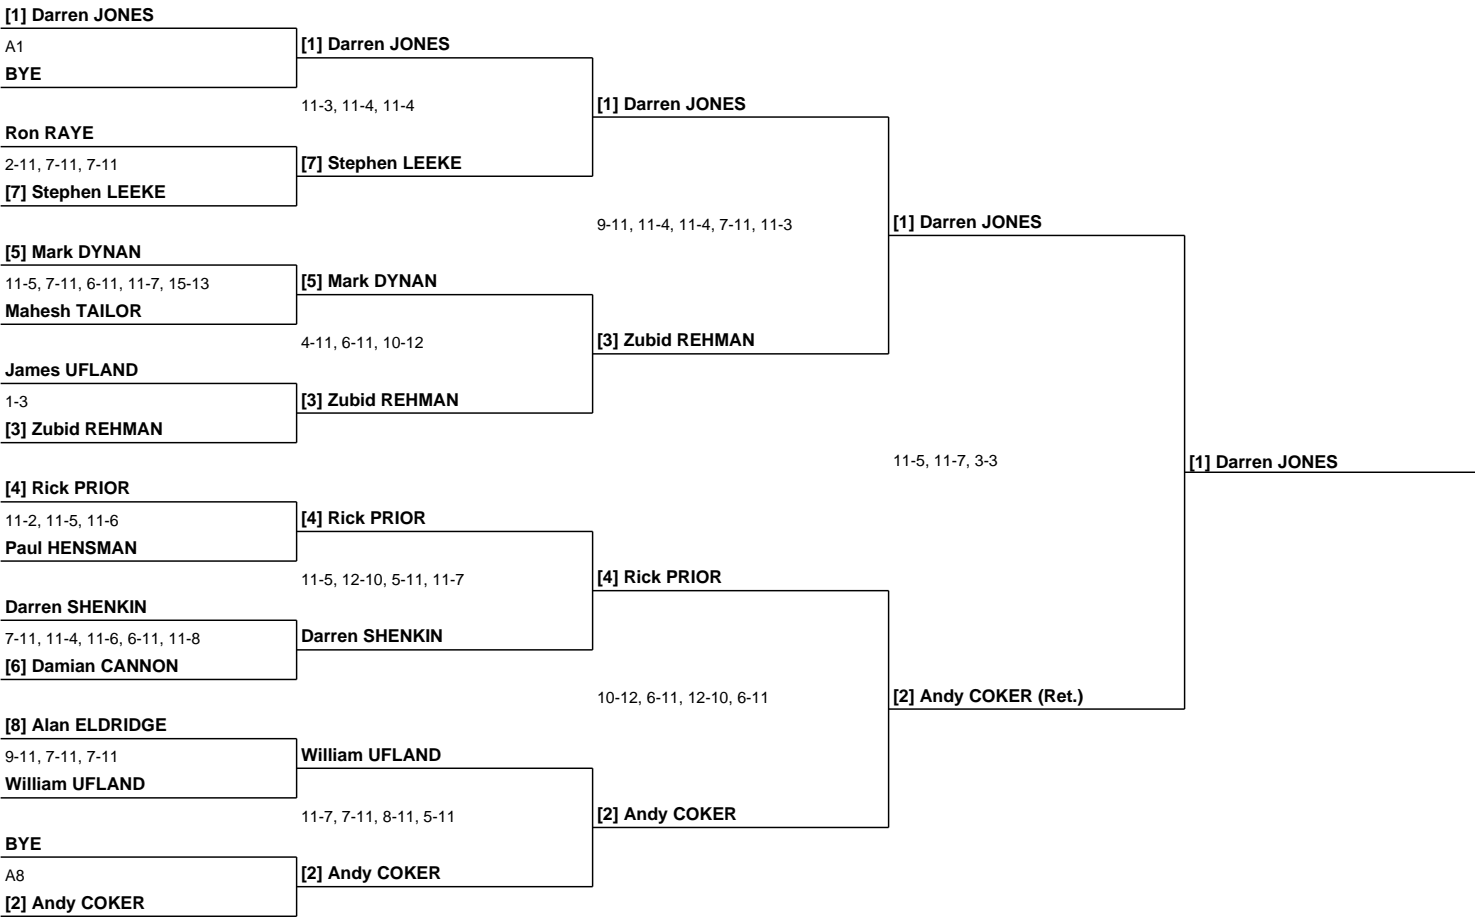 [1] Darren JONES
A1
BYE
Ron RAYE
2-11, 7-11, 7-11
[7] Stephen LEEKE
[5] Mark DYNAN
11-5, 7-11, 6-11, 11-7, 15-13
Mahesh TAILOR
James UFLAND
1-3
[3] Zubid REHMAN
[4] Rick PRIOR
11-2, 11-5, 11-6
Paul HENSMAN
Darren SHENKIN
7-11, 11-4, 11-6, 6-11, 11-8
[6] Damian CANNON
[8] Alan ELDRIDGE
9-11, 7-11, 7-11
William UFLAND
BYE
A8
[2] Andy COKER
[1] Darren JONES
11-3, 11-4, 11-4
[7] Stephen LEEKE
[5] Mark DYNAN
4-11, 6-11, 10-12
[3] Zubid REHMAN
[4] Rick PRIOR
11-5, 12-10, 5-11, 11-7
Darren SHENKIN
William UFLAND
11-7, 7-11, 8-11, 5-11
[2] Andy COKER
[1] Darren JONES
9-11, 11-4, 11-4, 7-11, 11-3
[3] Zubid REHMAN
[4] Rick PRIOR
10-12, 6-11, 12-10, 6-11
[2] Andy COKER
[1] Darren JONES
11-5, 11-7, 3-3
[2] Andy COKER (Ret.)
[1] Darren JONES